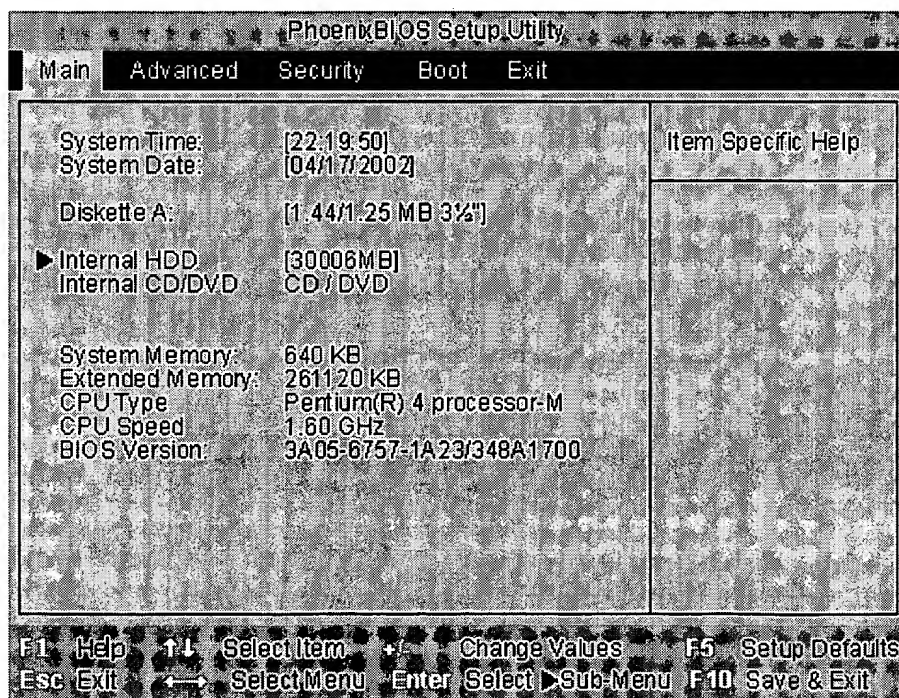 PhoenixBIOS Setup Utility
Main Advanced Security Boot Exit
System Time: [22:19:50]
System Date: [04/17/2002]
Diskette A: [1.44/1.25 MB 3½"]
▶Internal HDD [30006MB]
Internal CD/DVD CD / DVD
System Memory: 640 KB
Extended Memory: 261120 KB
CPU Type Pentium(R) 4 processor-M
CPU Speed 1.60 GHz
BIOS Version: 3A05-6757-1A23/348A1700
Item Specific Help
F1 Help ↑↓ Select Item +/- Change Values F5 Setup Defaults
Esc Exit ←→ Select Menu Enter Select ▶Sub-Menu F10 Save & Exit